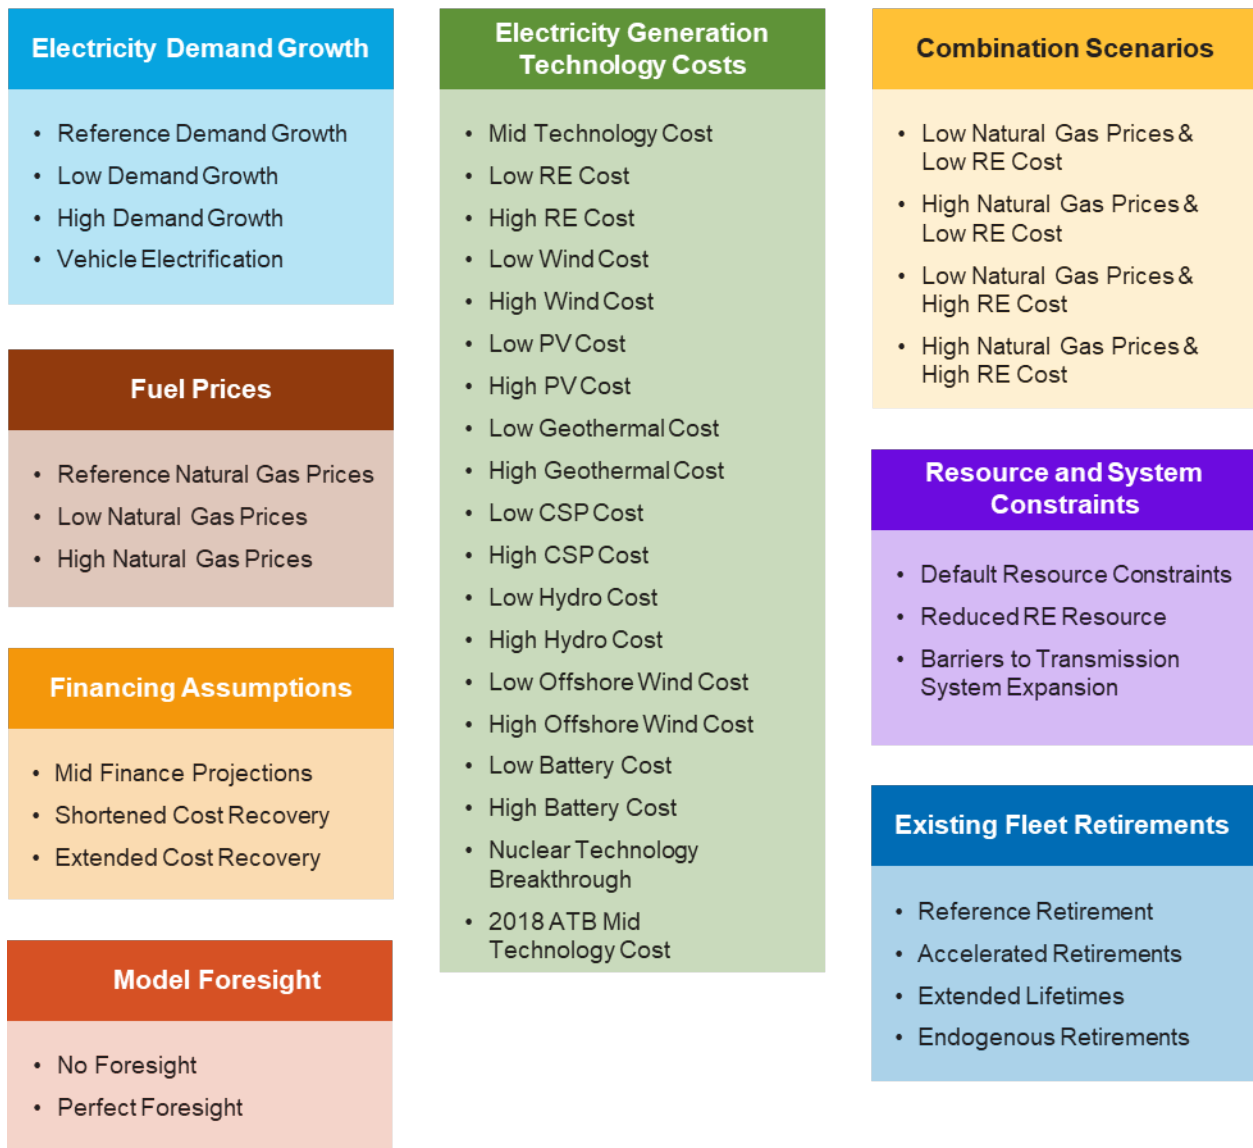 Electricity Demand Growth
• Reference Demand Growth
• Low Demand Growth
• High Demand Growth
• Vehicle Electrification
Fuel Prices
• Reference Natural Gas Prices
• Low Natural Gas Prices
• High Natural Gas Prices
Financing Assumptions
• Mid Finance Projections
• Shortened Cost Recovery
• Extended Cost Recovery
Model Foresight
• No Foresight
• Perfect Foresight
Electricity Generation
Technology Costs
• Mid Technology Cost
• Low RE Cost
• High RE Cost
• Low Wind Cost
• High Wind Cost
• Low PV Cost
• High PV Cost
• Low Geothermal Cost
• High Geothermal Cost
• Low CSP Cost
• High CSP Cost
• Low Hydro Cost
• High Hydro Cost
• Low Offshore Wind Cost
• High Offshore Wind Cost
• Low Battery Cost
• High Battery Cost
• Nuclear Technology
Breakthrough
• 2018 ATB Mid
Technology Cost
Combination Scenarios
• Low Natural Gas Prices &
Low RE Cost
• High Natural Gas Prices &
Low RE Cost
• Low Natural Gas Prices &
High RE Cost
• High Natural Gas Prices &
High RE Cost
Resource and System
Constraints
• Default Resource Constraints
• Reduced RE Resource
• Barriers to Transmission
System Expansion
Existing Fleet Retirements
• Reference Retirement
• Accelerated Retirements
• Extended Lifetimes
• Endogenous Retirements